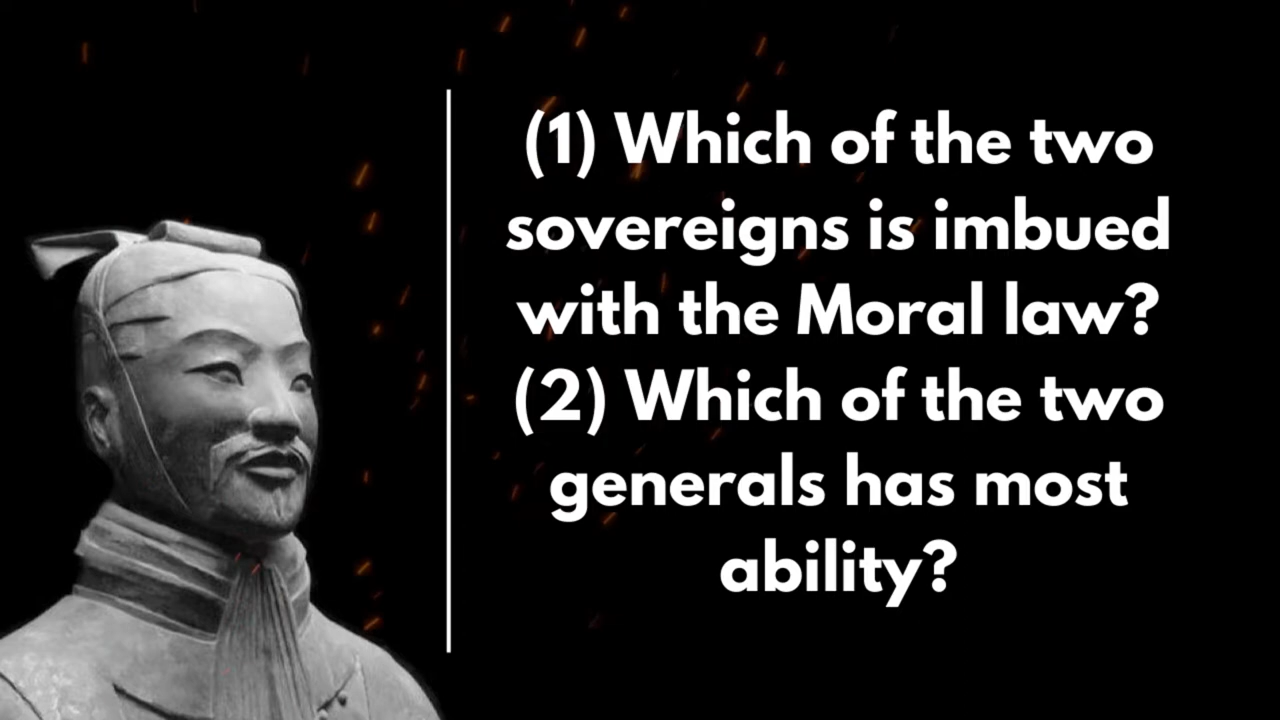 (1) Which of the two
sovereigns is imbued
with the Moral law?
(2) Which of the two
generals has most
ability?